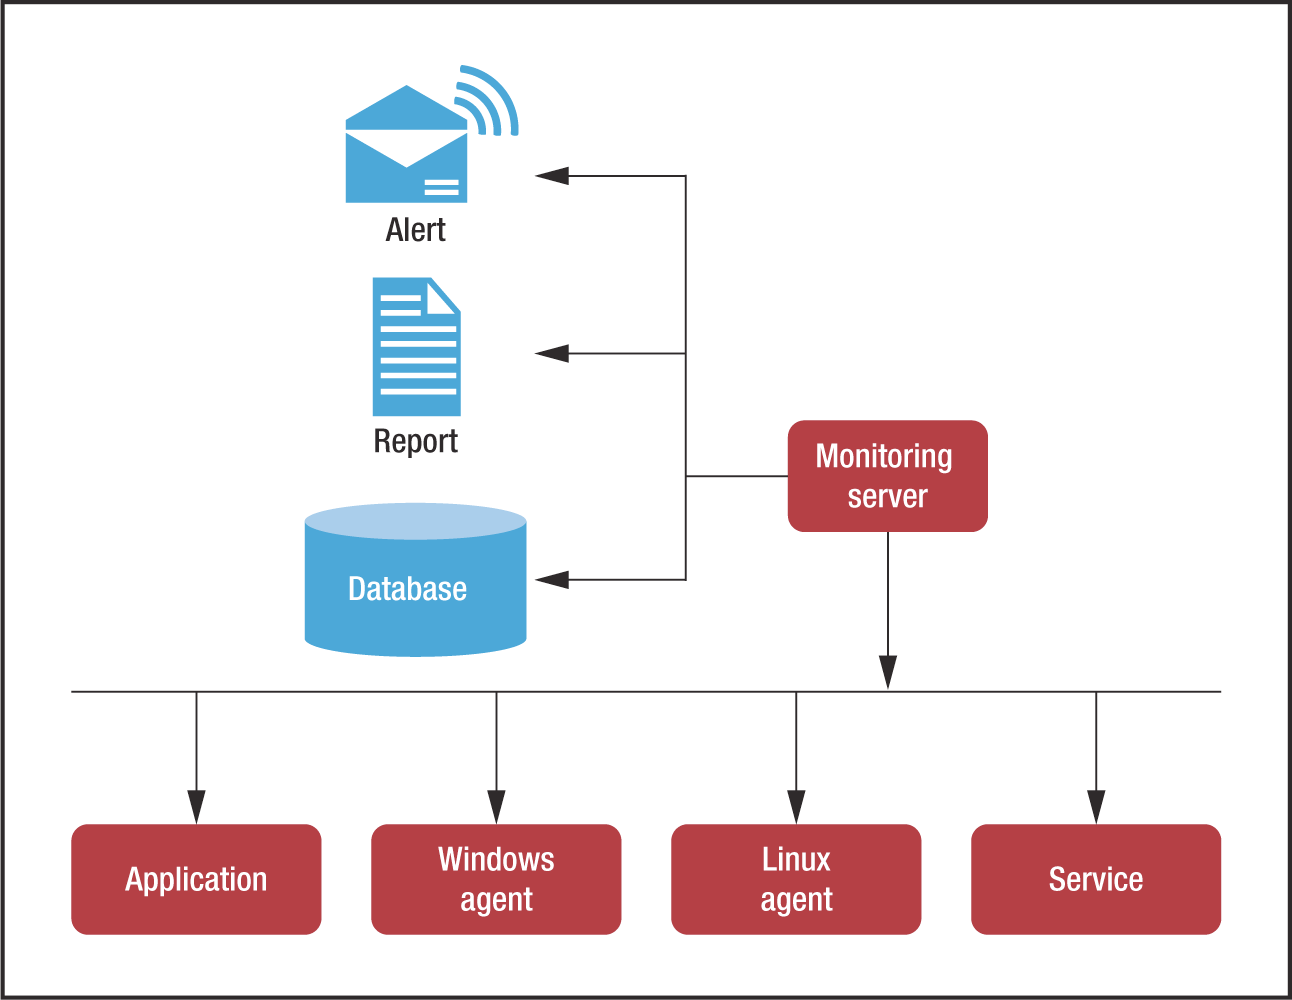 Alert
Report
Monitoring
server
Database
Application
Windows
agent
Linux
agent
Service